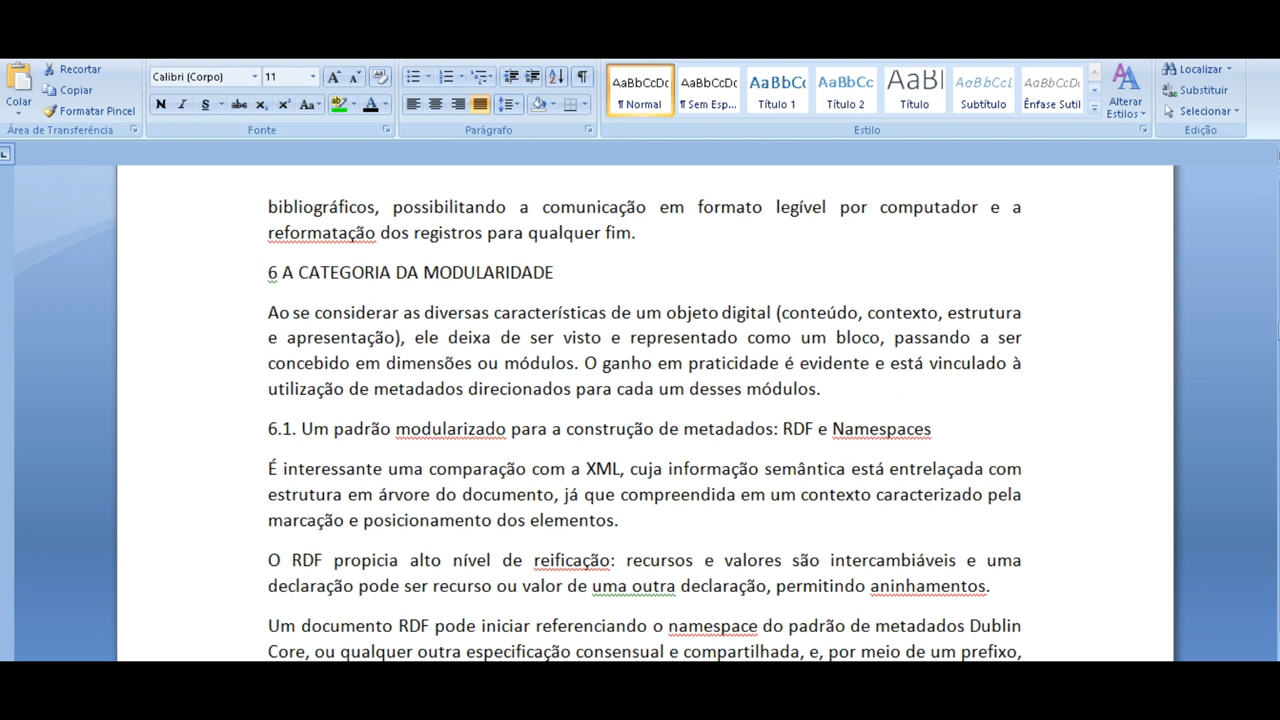 Colar
Recortar
Copiar
Formatar Pincel
Área de Transferência
Calibri (Corpo) 11
N I S abc x₂ x² Aa
Fonte
Parágrafo
AaBbCcDc AaBbCcDc AaBbCc AaBbCc AaBl AaBbCcL AaBbCcDc
¶ Normal ¶ Sem Esp... Título 1 Título 2 Título Subtítulo Ênfase Sutil
Estilo
Alterar
Estilos
Localizar
Substituir
Selecionar
Edição
bibliográficos, possibilitando a comunicação em formato legível por computador e a
reformatação dos registros para qualquer fim.
6 A CATEGORIA DA MODULARIDADE
Ao se considerar as diversas características de um objeto digital (conteúdo, contexto, estrutura
e apresentação), ele deixa de ser visto e representado como um bloco, passando a ser
concebido em dimensões ou módulos. O ganho em praticidade é evidente e está vinculado à
utilização de metadados direcionados para cada um desses módulos.
6.1. Um padrão modularizado para a construção de metadados: RDF e Namespaces
É interessante uma comparação com a XML, cuja informação semântica está entrelaçada com
estrutura em árvore do documento, já que compreendida em um contexto caracterizado pela
marcação e posicionamento dos elementos.
O RDF propicia alto nível de reificação: recursos e valores são intercambiáveis e uma
declaração pode ser recurso ou valor de uma outra declaração, permitindo aninhamentos.
Um documento RDF pode iniciar referenciando o namespace do padrão de metadados Dublin
Core, ou qualquer outra especificação consensual e compartilhada, e, por meio de um prefixo,